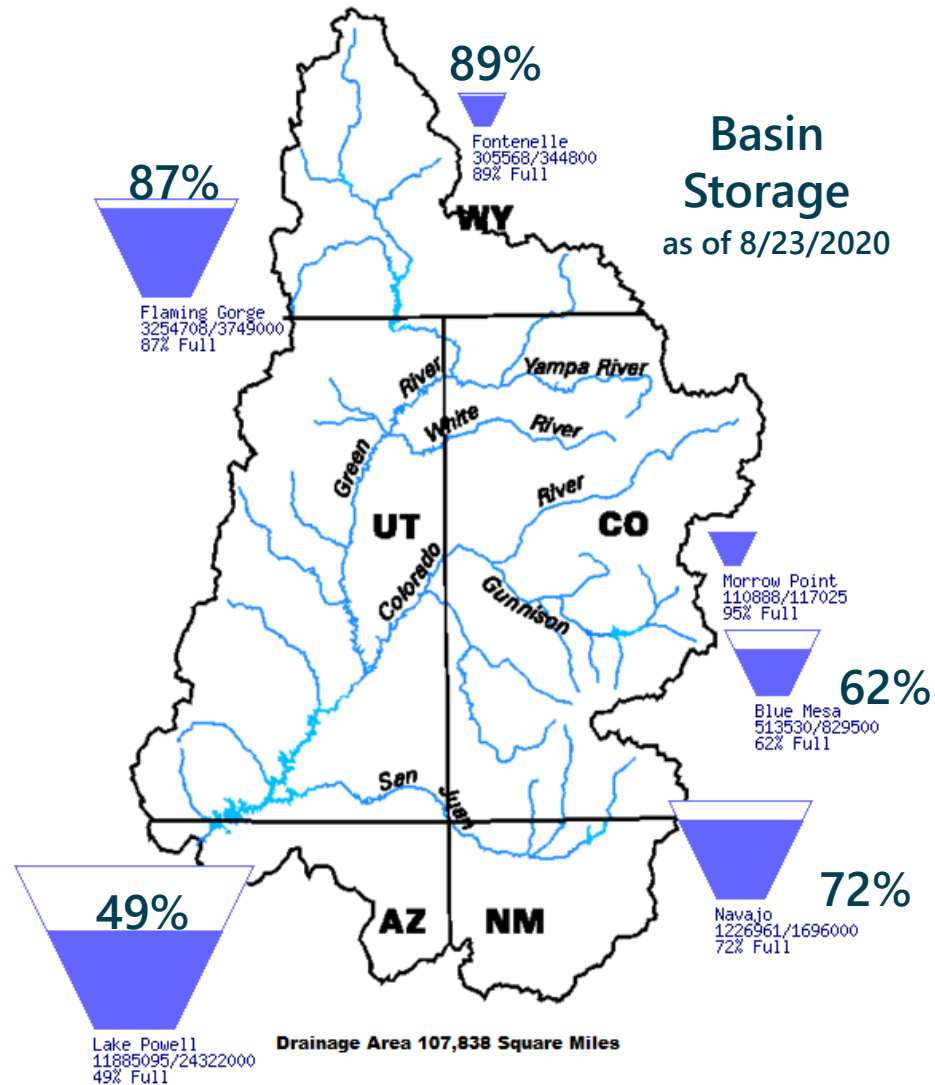 89%
Fontenelle
305568/344800
89% Full
Basin
Storage
as of 8/23/2020
87%
Flaming Gorge
3254708/3749000
87% Full
WY
Yampa River
River
White
River
Green
River
UT
CO
Colorado
Gunnison
Morrow Point
110888/117025
95% Full
62%
Blue Mesa
513530/829500
62% Full
San
Juan
72%
Navajo
1226961/1696000
72% Full
49%
AZ
NM
Lake Powell
11885095/24322000
49% Full
Drainage Area 107,838 Square Miles